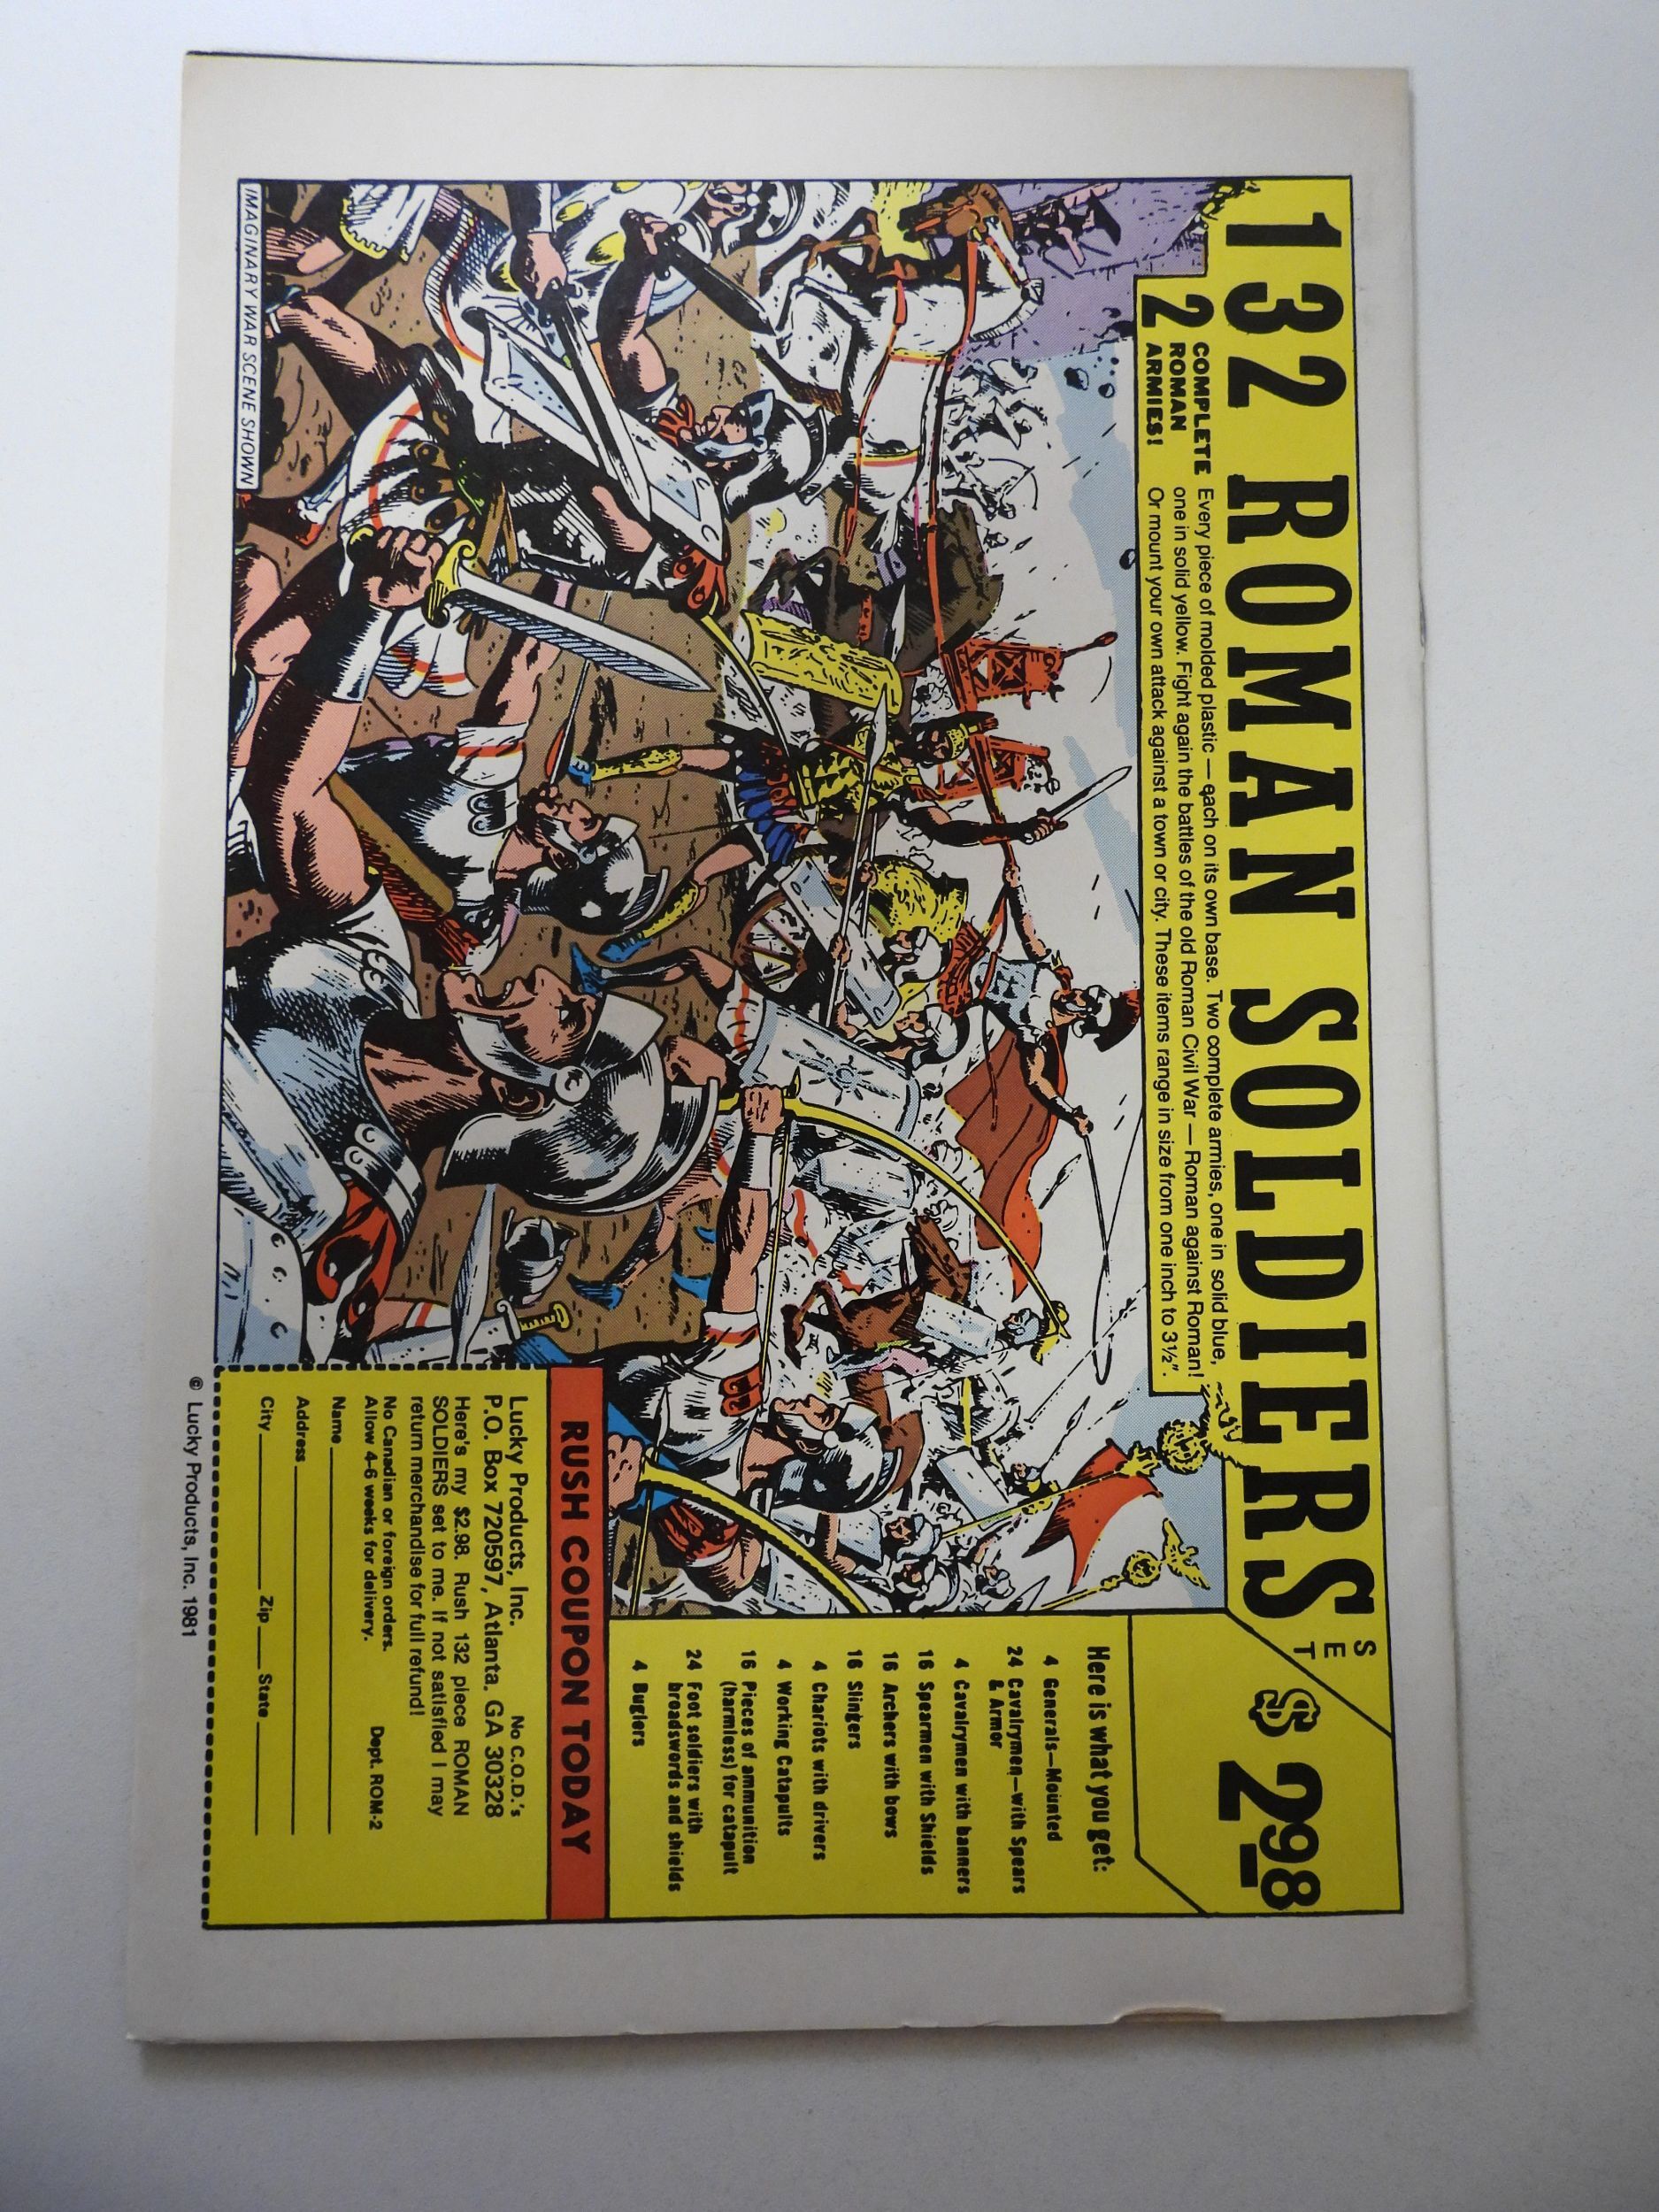 132 ROMAN SOLDIERS
SET
$2.98
COMPLETE
2 ROMAN
ARMIES!
Every piece of molded plastic — each on its own base. Two complete armies, one in solid blue,
one in solid yellow. Fight again the battles of the old Roman Civil War — Roman against Roman!
Or mount your own attack against a town or city. These items range in size from one inch to 3½".
IMAGINARY WAR SCENE SHOWN
Here is what you get:
4 Generals—Mounted
24 Cavalrymen—with Spears
& Armor
4 Cavalrymen with banners
16 Spearmen with Shields
16 Archers with bows
16 Slingers
4 Chariots with drivers
4 Working Catapults
16 Pieces of ammunition
(harmless) for catapult
24 Foot soldiers with
broadswords and shields
4 Buglers
RUSH COUPON TODAY
Lucky Products, Inc. No C.O.D.'s
P.O. Box 720597, Atlanta, GA 30328
Here's my $2.98. Rush 132 piece ROMAN
SOLDIERS set to me. If not satisfied I may
return merchandise for full refund!
No Canadian or foreign orders.
Allow 4-6 weeks for delivery. Dept. ROM-2
Name
Address
City Zip State
© Lucky Products, Inc. 1981